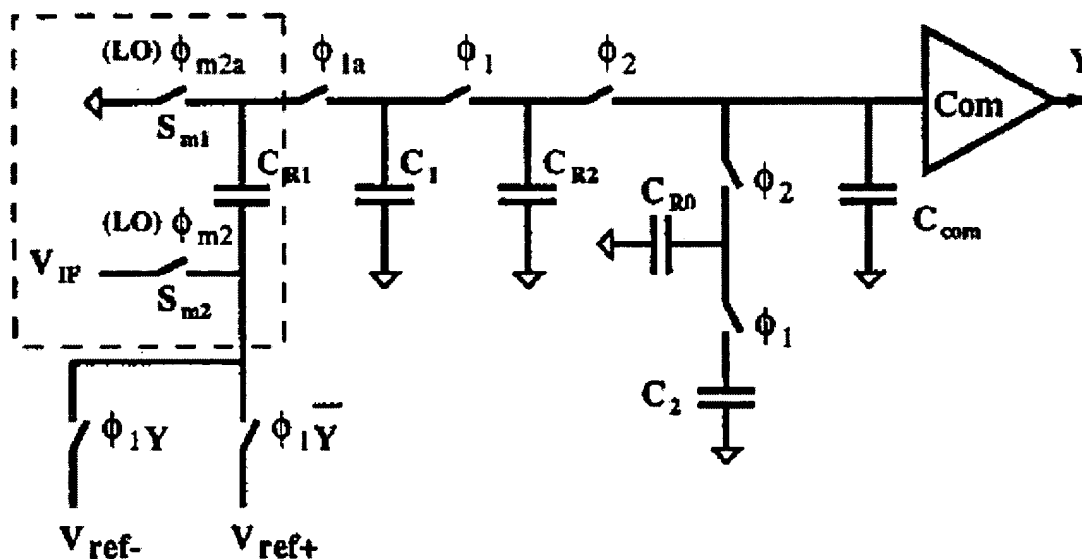 (LO) ϕm2a
ϕ1a
ϕ1
ϕ2
Y
Com
Sm1
CR1
C1
CR2
CR0
ϕ2
Ccom
(LO) ϕm2
VIF
Sm2
ϕ1
C2
ϕ1Y
ϕ1Y̅
Vref-
Vref+